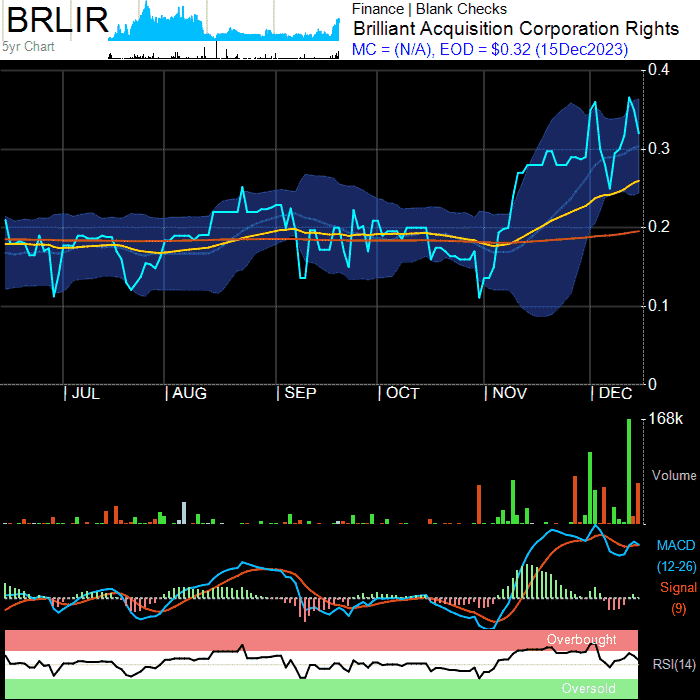 BRLIR
5yr Chart
Finance | Blank Checks
Brilliant Acquisition Corporation Rights
MC = (N/A), EOD = $0.32 (15Dec2023)
0.4
0.3
0.2
0.1
0
JUL AUG SEP OCT NOV DEC
168k
Volume
MACD
(12-26)
Signal
(9)
Overbought
RSI(14)
Oversold